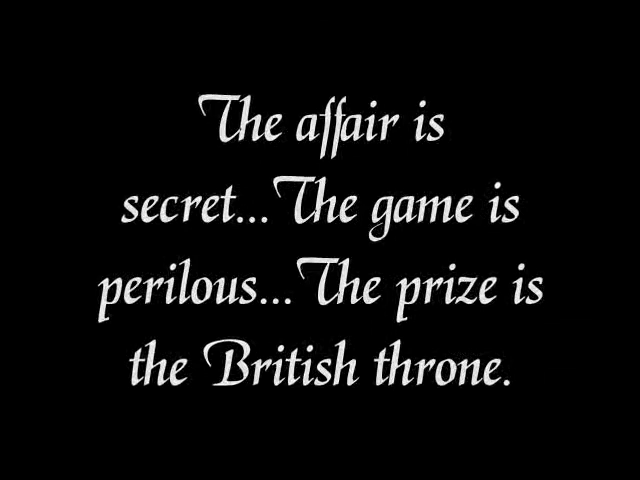 The affair is
secret...The game is
perilous...The prize is
the British throne.